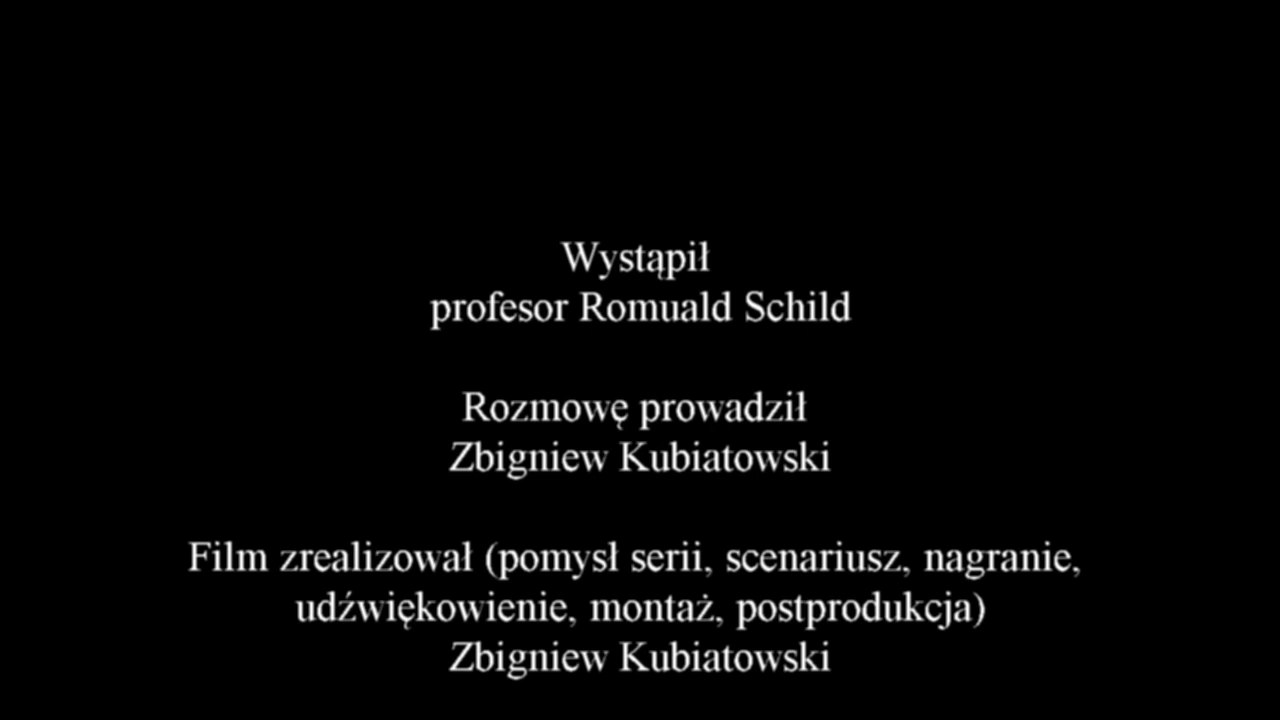 Wystąpił
profesor Romuald Schild
Rozmowę prowadził
Zbigniew Kubiatowski
Film zrealizował (pomysł serii, scenariusz, nagranie,
udźwiękowienie, montaż, postprodukcja)
Zbigniew Kubiatowski